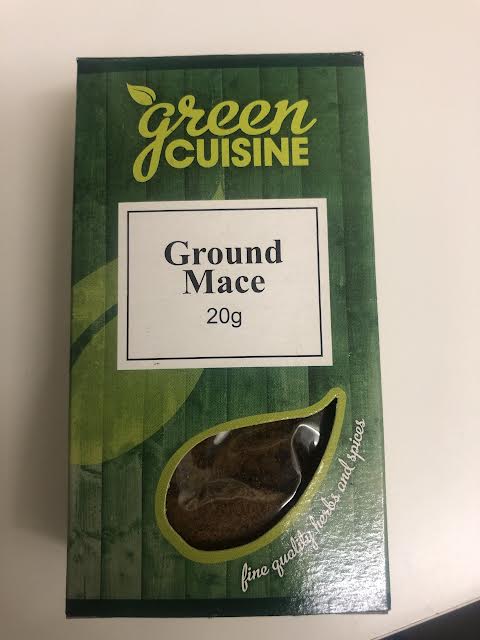 green
CUISINE
Ground
Mace
20g
fine quality herbs and spices